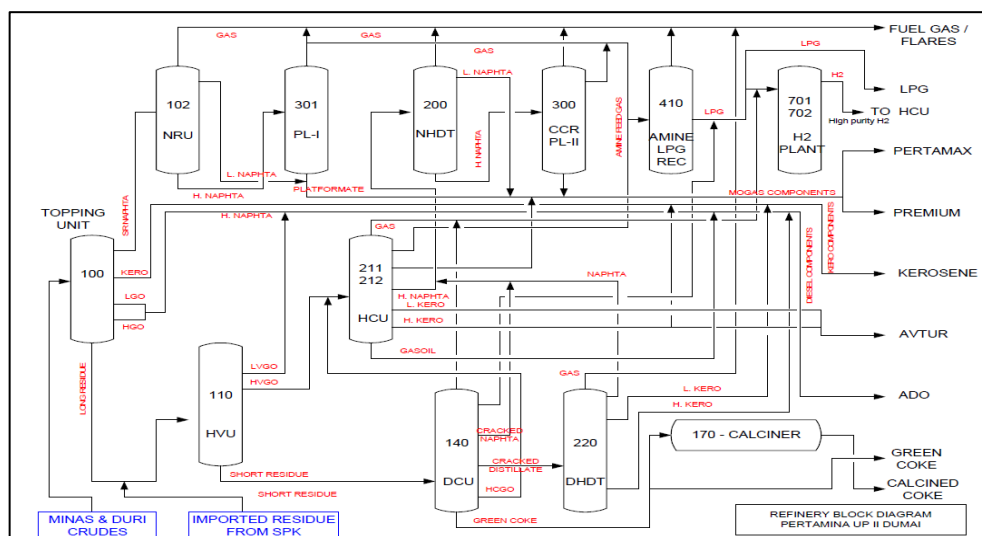 GAS
GAS
FUEL GAS /
FLARES
LPG
L. NAPHTA
102
NRU
301
PL-I
200
NHDT
300
CCR
PL-II
410
AMINE
LPG
REC
701
702
H2
PLANT
H2
LPG
LPG
TO HCU
High purity H2
AMINE FEED GAS
H. NAPHTA
L. NAPHTA
PERTAMAX
H. NAPHTA
PLATFORMATE
MOGAS COMPONENTS
SR NAPHTA
TOPPING
UNIT
H. NAPHTA
PREMIUM
100
KERO
LGO
HGO
GAS
211
212
HCU
NAPHTA
H. NAPHTA
L. KERO
H. KERO
GASOIL
DIESEL COMPONENTS
KERO COMPONENTS
KEROSENE
AVTUR
LONG RESIDUE
LVGO
HVGO
110
HVU
GAS
L. KERO
H. KERO
ADO
140
DCU
CRACKED
NAPHTA
CRACKED
DISTILLATE
HCGO
220
DHDT
170 - CALCINER
GREEN
COKE
CALCINED
COKE
SHORT RESIDUE
SHORT RESIDUE
GREEN COKE
MINAS & DURI
CRUDES
IMPORTED RESIDUE
FROM SPK
REFINERY BLOCK DIAGRAM
PERTAMINA UP II DUMAI